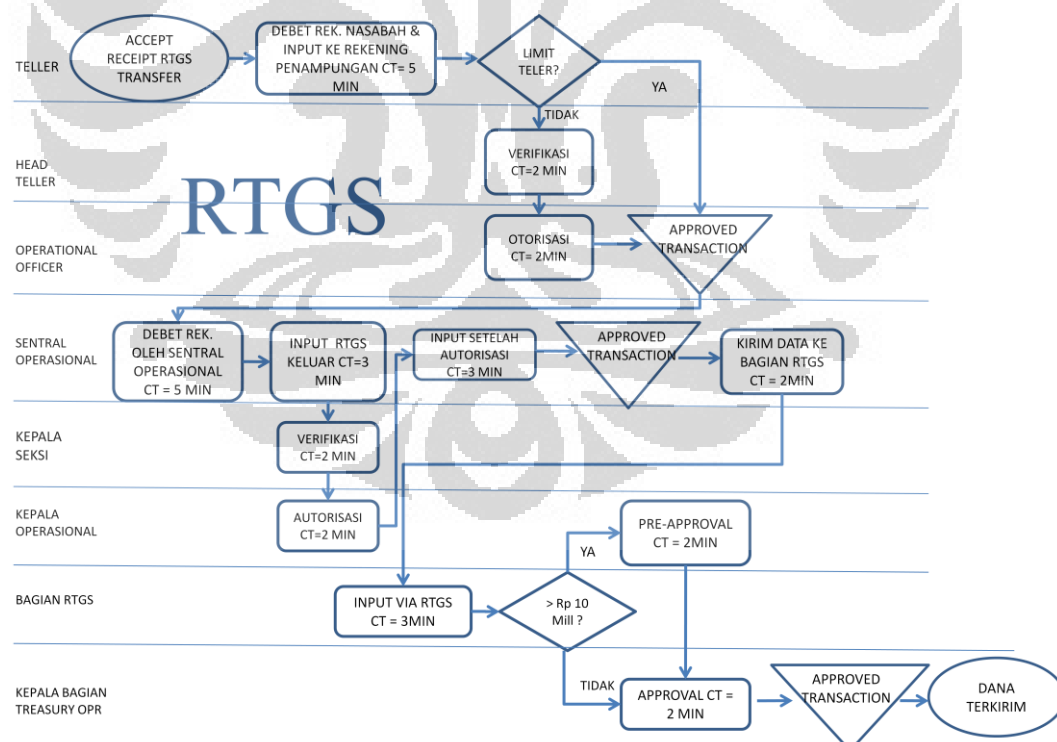 ACCEPT
RECEIPT RTGS
TRANSFER
DEBET REK. NASABAH &
INPUT KE REKENING
PENAMPUNGAN CT= 5
MIN
LIMIT
TELER?
TELLER
YA
TIDAK
HEAD
TELLER
VERIFIKASI
CT=2 MIN
RTGS
OPERATIONAL
OFFICER
OTORISASI
CT= 2MIN
APPROVED
TRANSACTION
SENTRAL
OPERASIONAL
DEBET REK.
OLEH SENTRAL
OPERASIONAL
CT = 5 MIN
INPUT RTGS
KELUAR CT=3
MIN
INPUT SETELAH
AUTORISASI
CT=3 MIN
APPROVED
TRANSACTION
KIRIM DATA KE
BAGIAN RTGS
CT = 2MIN
KEPALA
SEKSI
VERIFIKASI
CT=2 MIN
KEPALA
OPERASIONAL
AUTORISASI
CT=2 MIN
PRE-APPROVAL
CT = 2MIN
YA
BAGIAN RTGS
INPUT VIA RTGS
CT = 3MIN
> Rp 10
Mill ?
KEPALA BAGIAN
TREASURY OPR
TIDAK
APPROVAL CT =
2 MIN
APPROVED
TRANSACTION
DANA
TERKIRIM